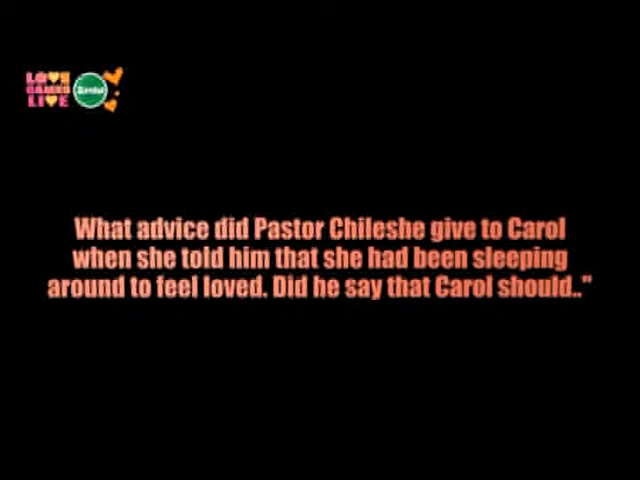 LOVE
GAMES
LIVE
What advice did Pastor Chileshe give to Carol
when she told him that she had been sleeping
around to feel loved. Did he say that Carol should.."